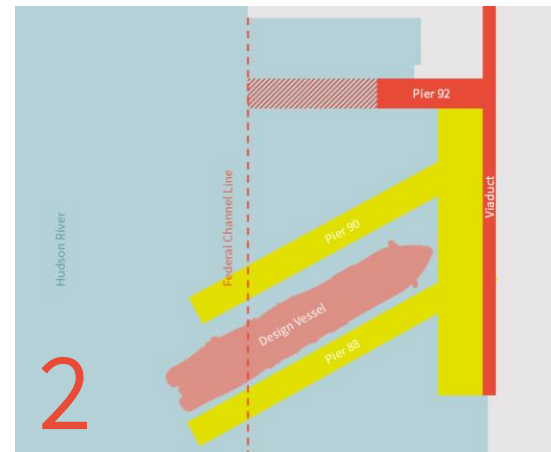 Pier 92
Viaduct
Federal Channel Line
Hudson River
Pier 90
Design Vessel
Pier 88
2